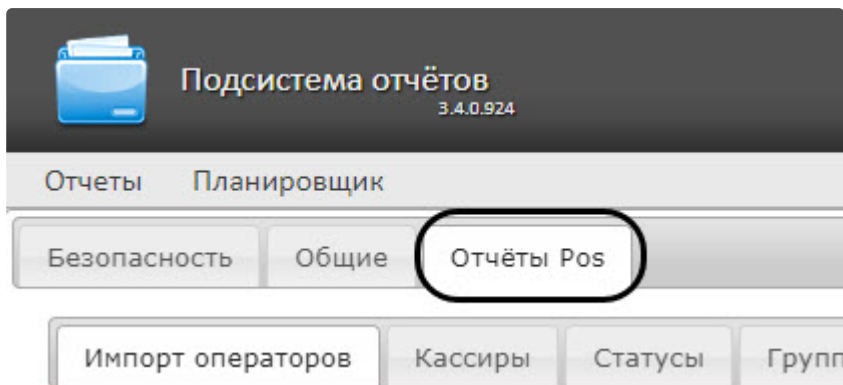 Подсистема отчётов
3.4.0.924
Отчеты Планировщик
Безопасность Общие Отчёты Pos
Импорт операторов Кассиры Статусы